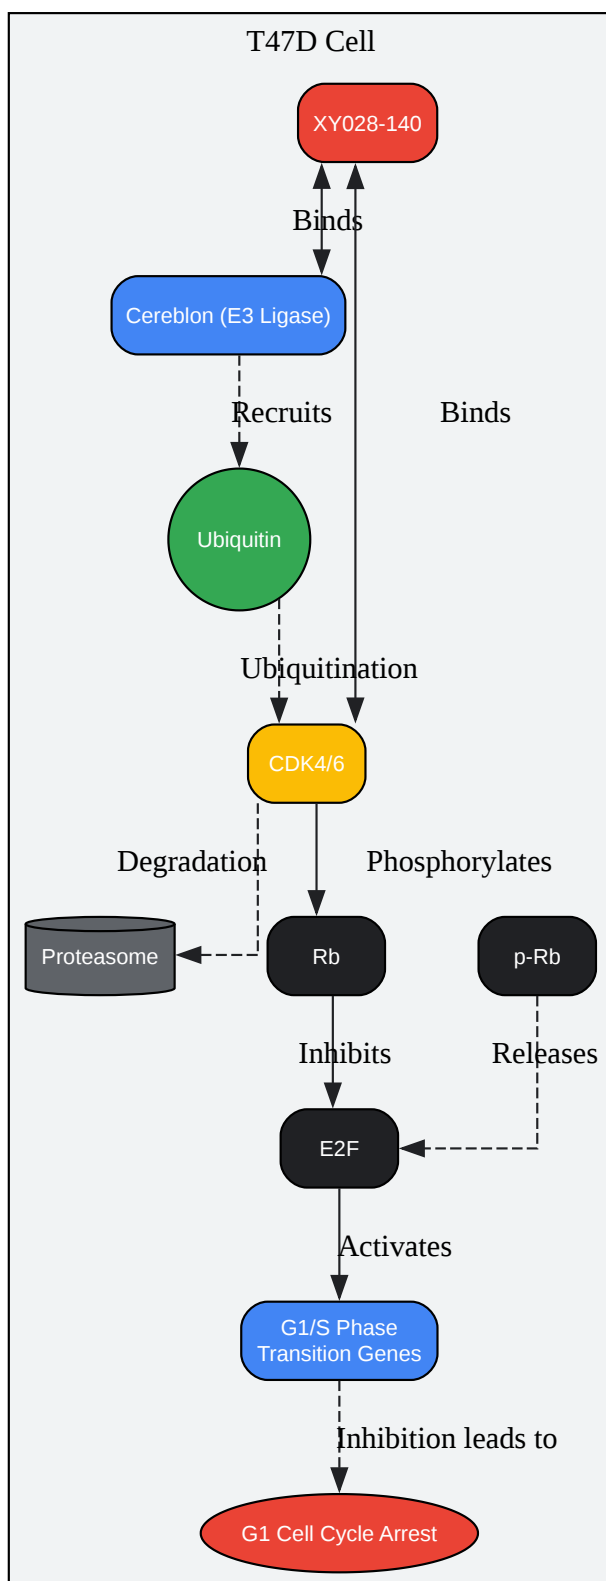 T47D Cell
XY028-140
Binds
Cereblon (E3 Ligase)
Recruits
Binds
Ubiquitin
Ubiquitination
CDK4/6
Degradation
Phosphorylates
Proteasome
Rb
p-Rb
Inhibits
Releases
E2F
Activates
G1/S Phase
Transition Genes
Inhibition leads to
G1 Cell Cycle Arrest